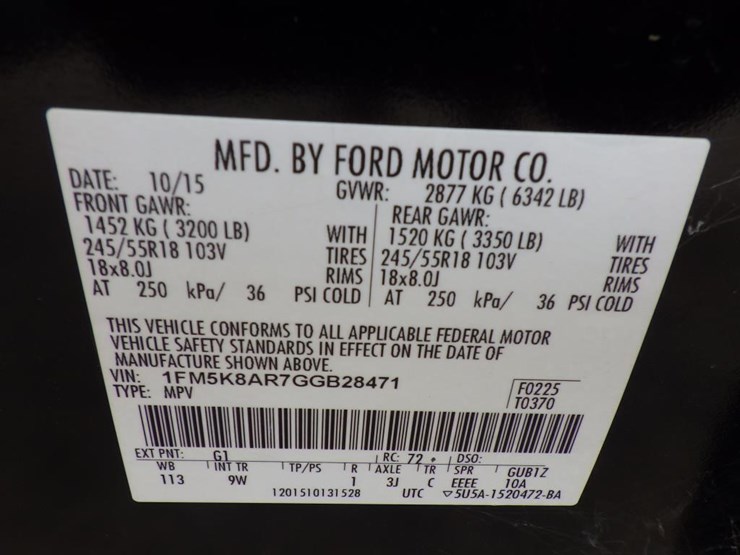 MFD. BY FORD MOTOR CO.
DATE: 10/15 GVWR: 2877 KG ( 6342 LB)
FRONT GAWR: REAR GAWR:
1452 KG ( 3200 LB) WITH 1520 KG ( 3350 LB) WITH
245/55R18 103V TIRES 245/55R18 103V TIRES
18x8.0J RIMS 18x8.0J RIMS
AT 250 kPa/ 36 PSI COLD AT 250 kPa/ 36 PSI COLD
THIS VEHICLE CONFORMS TO ALL APPLICABLE FEDERAL MOTOR
VEHICLE SAFETY STANDARDS IN EFFECT ON THE DATE OF
MANUFACTURE SHOWN ABOVE.
VIN: 1FM5K8AR7GGB28471 F0225
TYPE: MPV T0370
EXT PNT: G1 RC: 72 DSO:
WB INT TR TP/PS R AXLE TR SPR GUB1Z
113 9W 3J C EEEE 10A
1201510131528 UTC ▽5U5A-1520472-BA